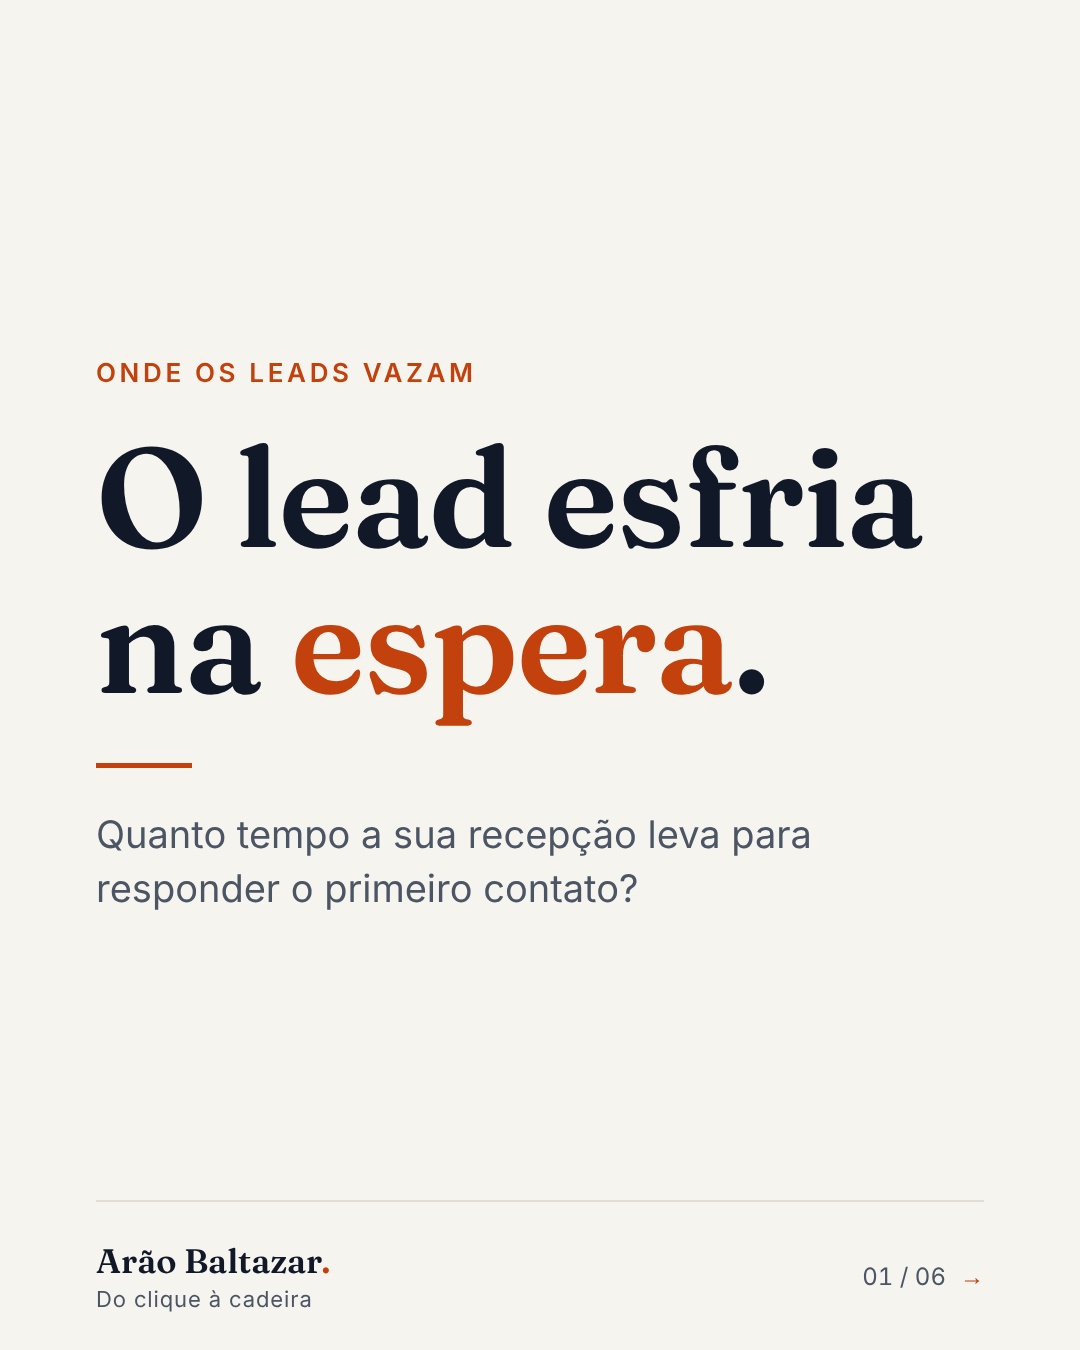 ONDE OS LEADS VAZAM
O lead esfria
na espera.
Quanto tempo a sua recepção leva para
responder o primeiro contato?
Arão Baltazar.
Do clique à cadeira
01 / 06 →